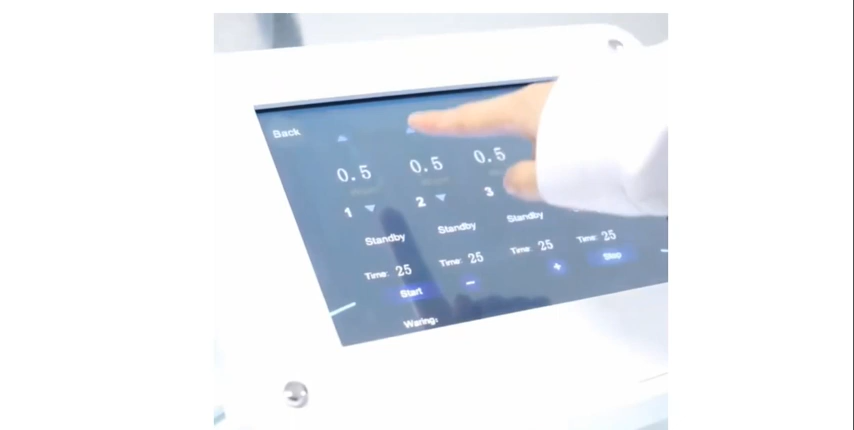 Back
0.5 0.5 0.5
1 2 3
Standby Standby Standby
Time: 25 Time: 25 Time: 25 Time: 25
Start - + Stop
Waring: